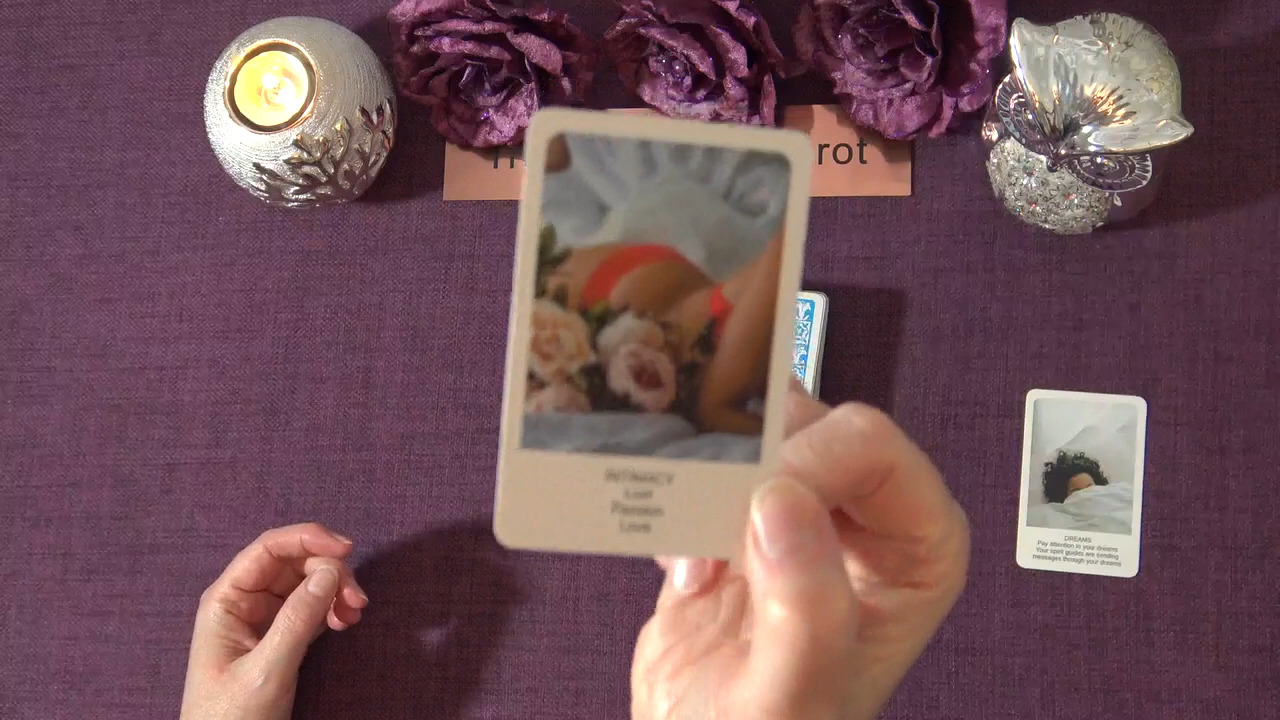 rot
INTIMACY
Lust
Passion
Love
DREAMS
Pay attention to your dreams
Your spirit guides are sending
messages through your dreams